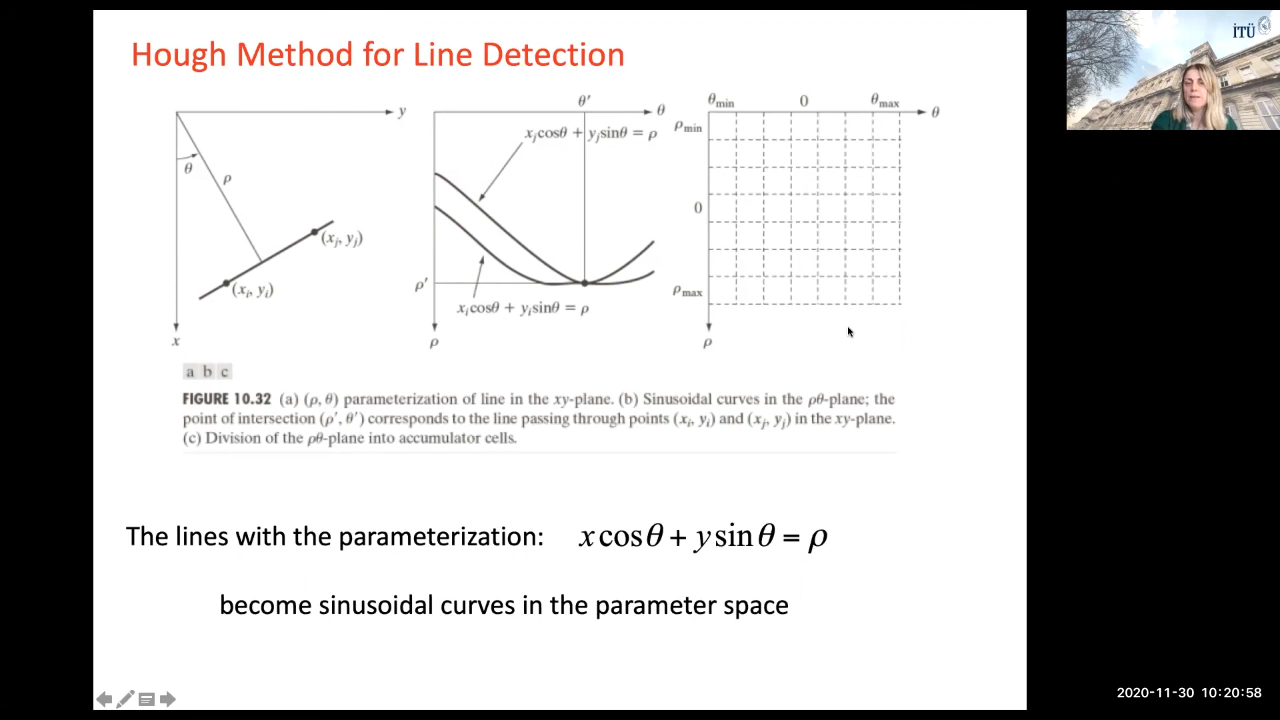 Hough Method for Line Detection
İTÜ
y
θ
ρ
(xⱼ, yⱼ)
(xᵢ, yᵢ)
x
θ′
θ
xⱼcosθ + yⱼsinθ = ρ
ρ′
xᵢcosθ + yᵢsinθ = ρ
ρ
θmin 0 θmax
θ
ρmin
0
ρmax
ρ
a b c
FIGURE 10.32 (a) (ρ, θ) parameterization of line in the xy-plane. (b) Sinusoidal curves in the ρθ-plane; the
point of intersection (ρ′, θ′) corresponds to the line passing through points (xᵢ, yᵢ) and (xⱼ, yⱼ) in the xy-plane.
(c) Division of the ρθ-plane into accumulator cells.
The lines with the parameterization: x cosθ + y sinθ = ρ
become sinusoidal curves in the parameter space
2020-11-30 10:20:58